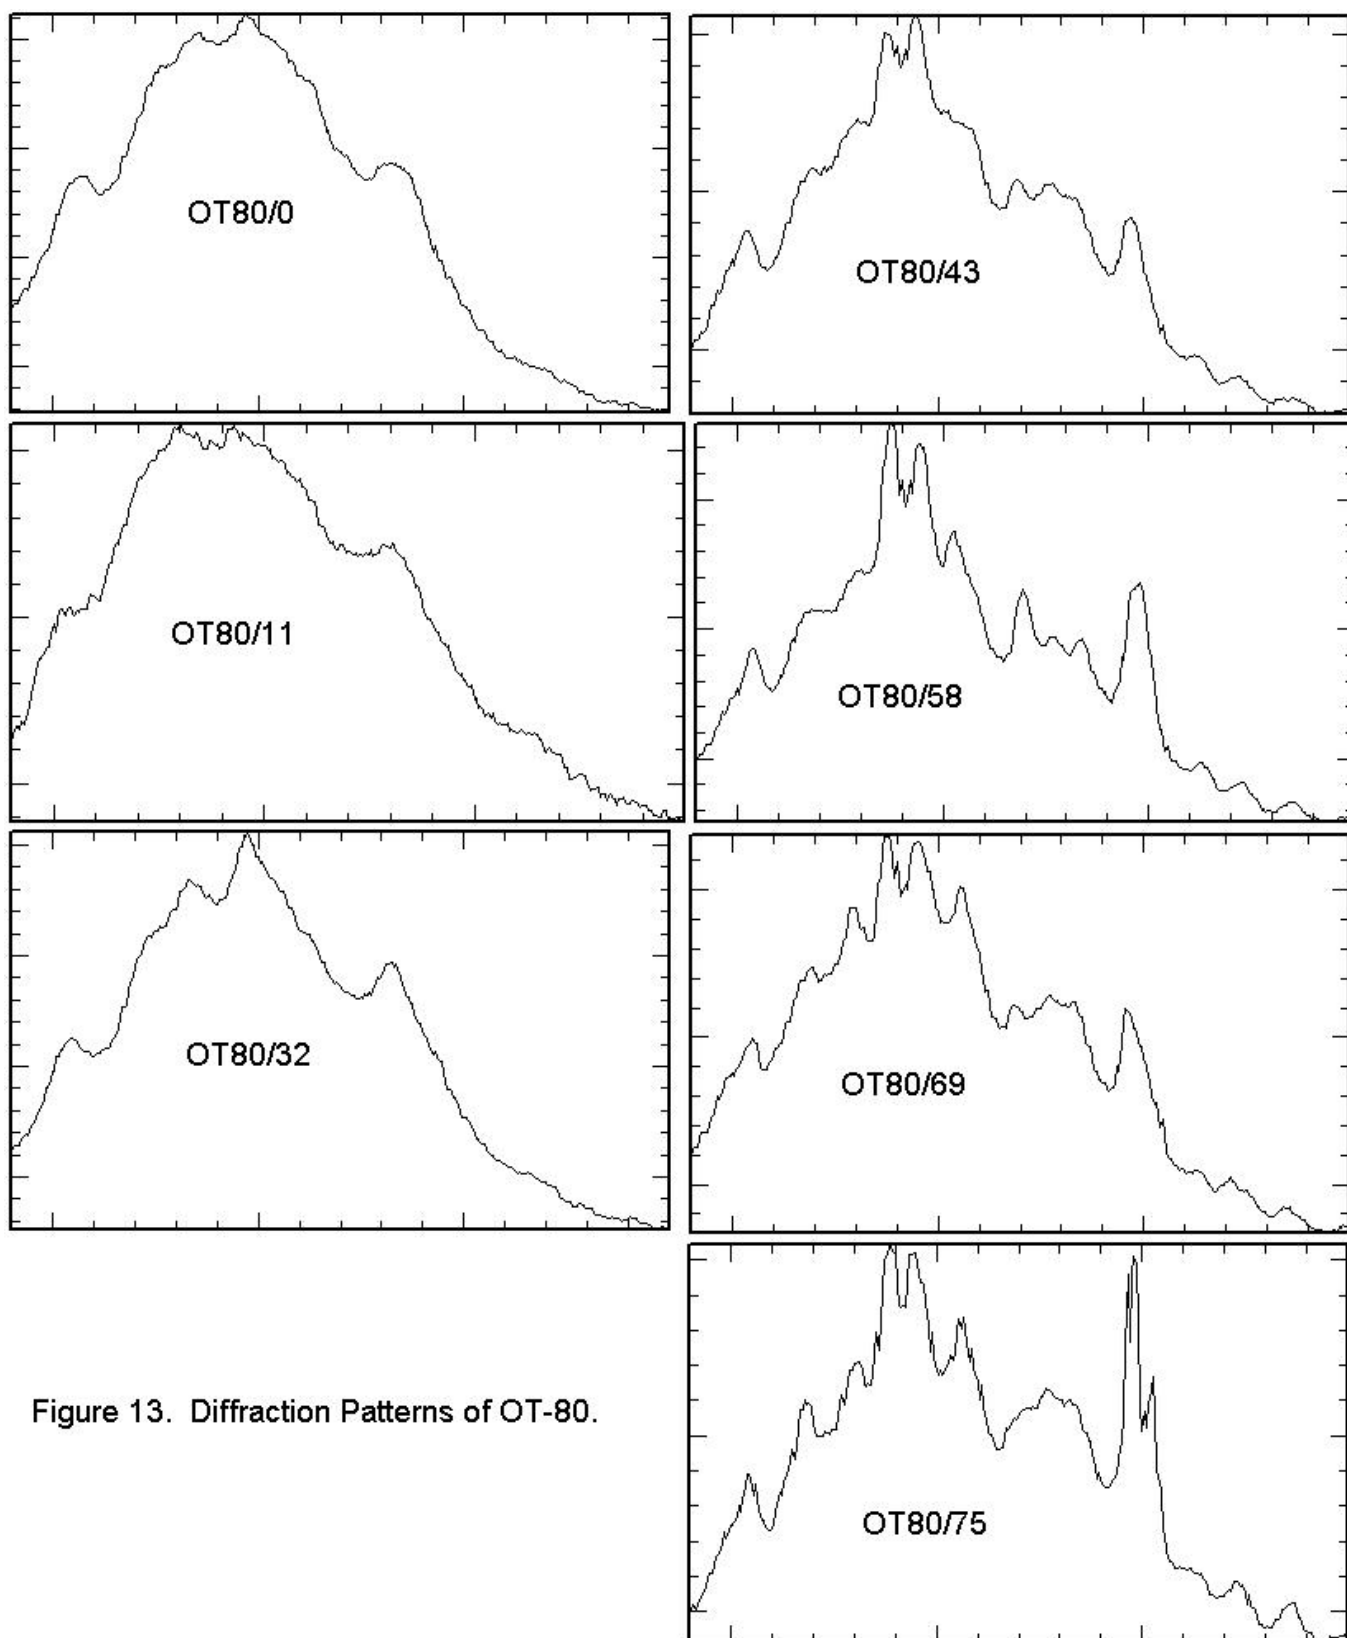 OT80/0
OT80/11
OT80/32
OT80/43
OT80/58
OT80/69
OT80/75
Figure 13. Diffraction Patterns of OT-80.